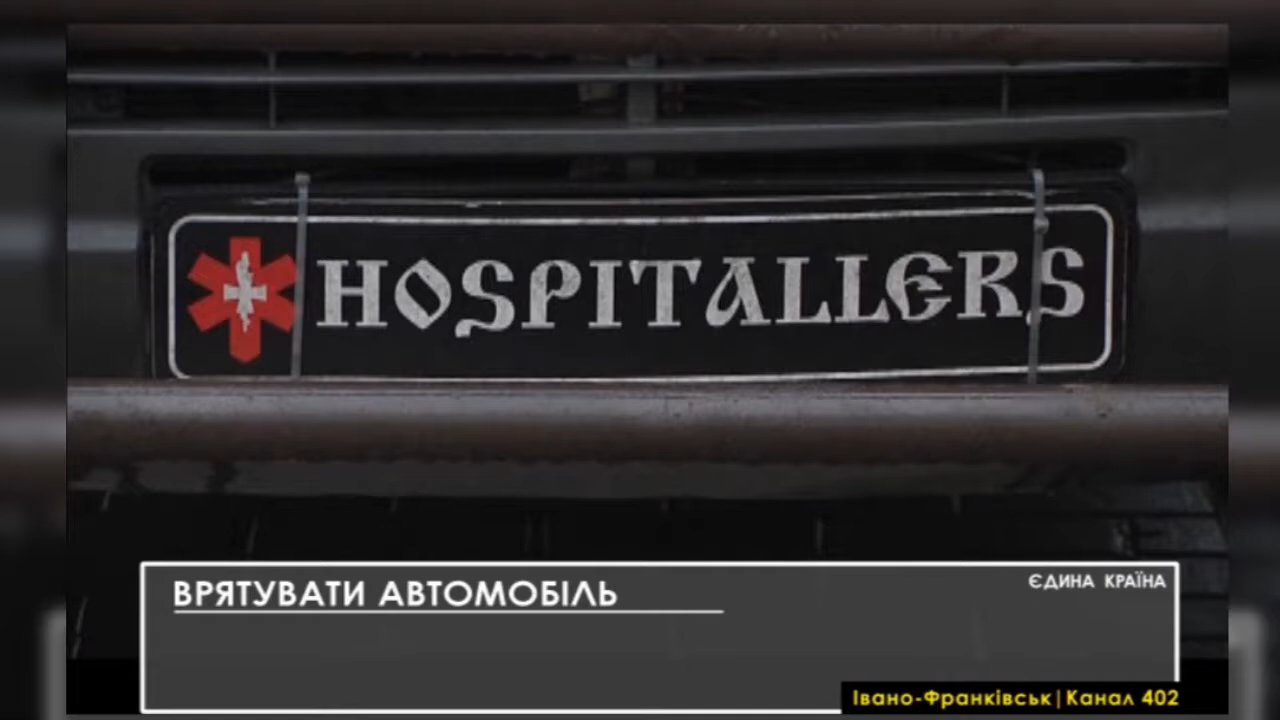 HOSPITALLERS
ВРЯТУВАТИ АВТОМОБІЛЬ
ЄДИНА КРАЇНА
Івано-Франківськ|Канал 402